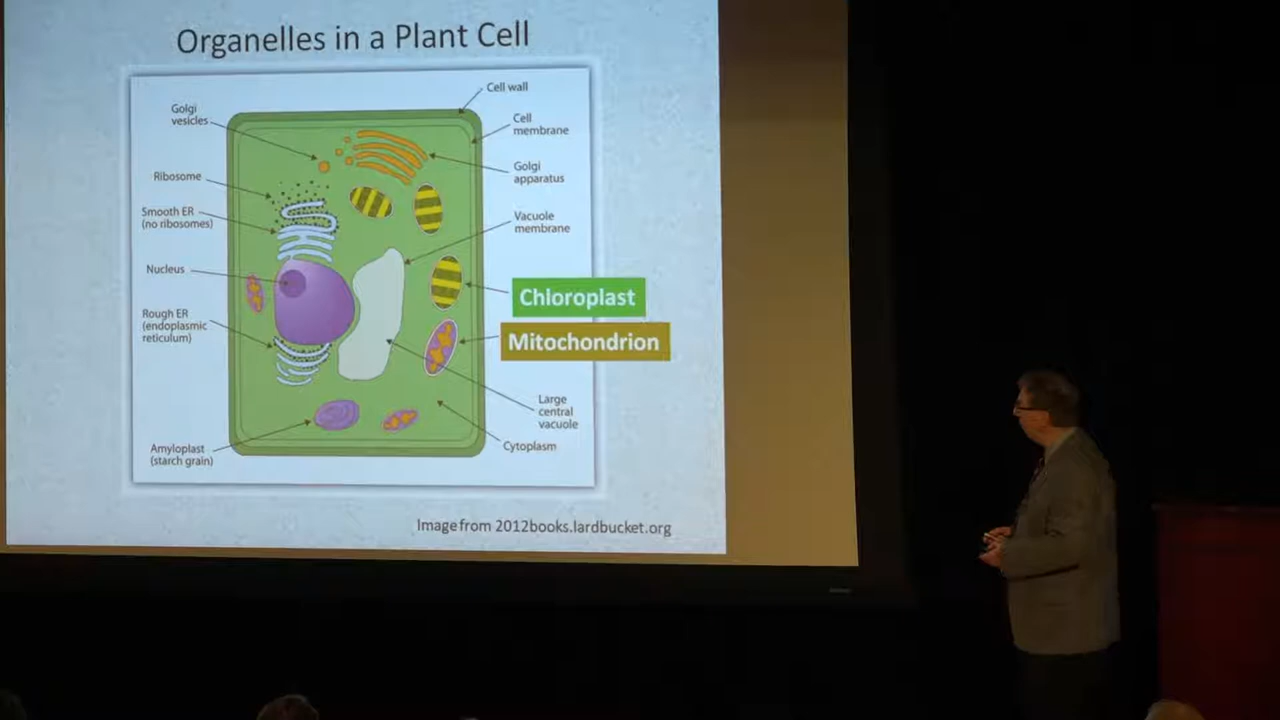 Organelles in a Plant Cell
Cell wall
Golgi
vesicles
Cell
membrane
Golgi
apparatus
Ribosome
Smooth ER
(no ribosomes)
Vacuole
membrane
Nucleus
Chloroplast
Rough ER
(endoplasmic
reticulum)
Mitochondrion
Large
central
vacuole
Amyloplast
(starch grain)
Cytoplasm
Image from 2012books.lardbucket.org